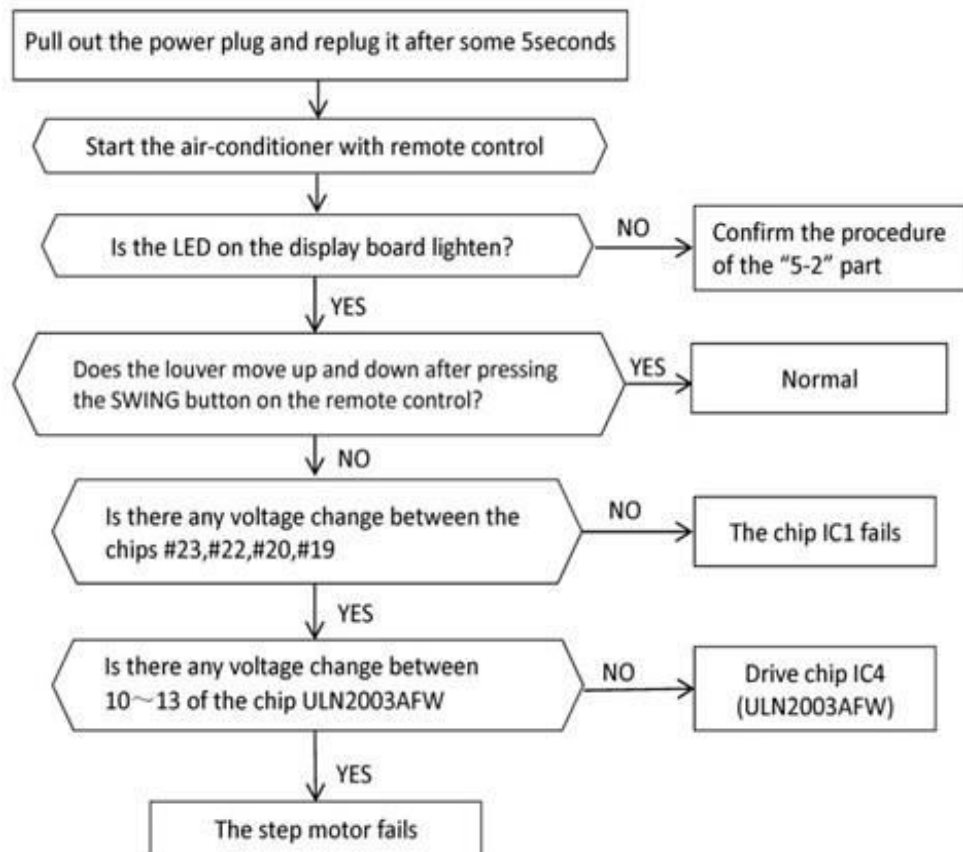 Pull out the power plug and replug it after some 5seconds
Start the air-conditioner with remote control
Is the LED on the display board lighten?
NO
Confirm the procedure
of the “5-2” part
YES
Does the louver move up and down after pressing
the SWING button on the remote control?
YES
Normal
NO
Is there any voltage change between the
chips #23,#22,#20,#19
NO
The chip IC1 fails
YES
Is there any voltage change between
10～13 of the chip ULN2003AFW
NO
Drive chip IC4
(ULN2003AFW)
YES
The step motor fails